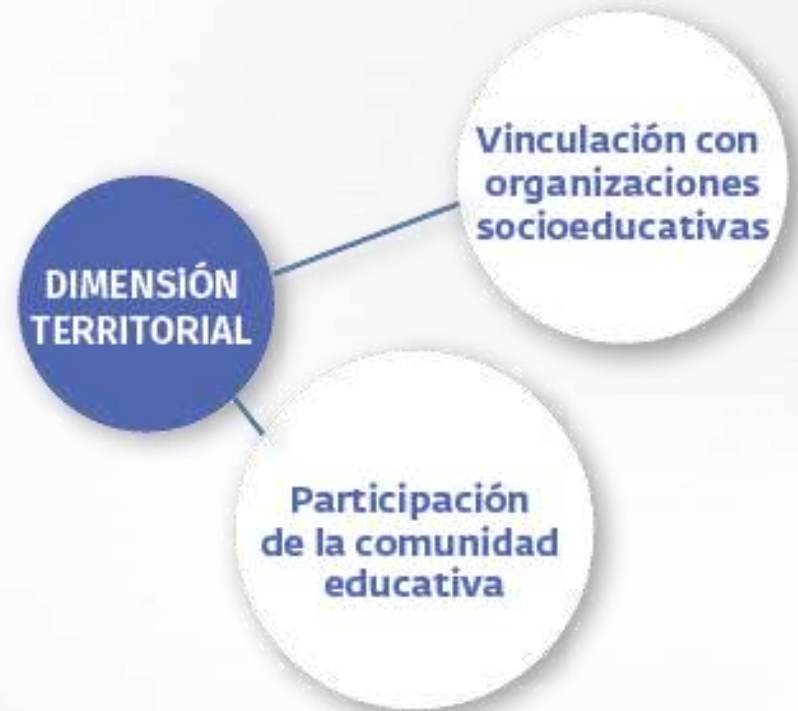 DIMENSIÓN
TERRITORIAL
Vinculación con
organizaciones
socioeducativas
Participación
de la comunidad
educativa